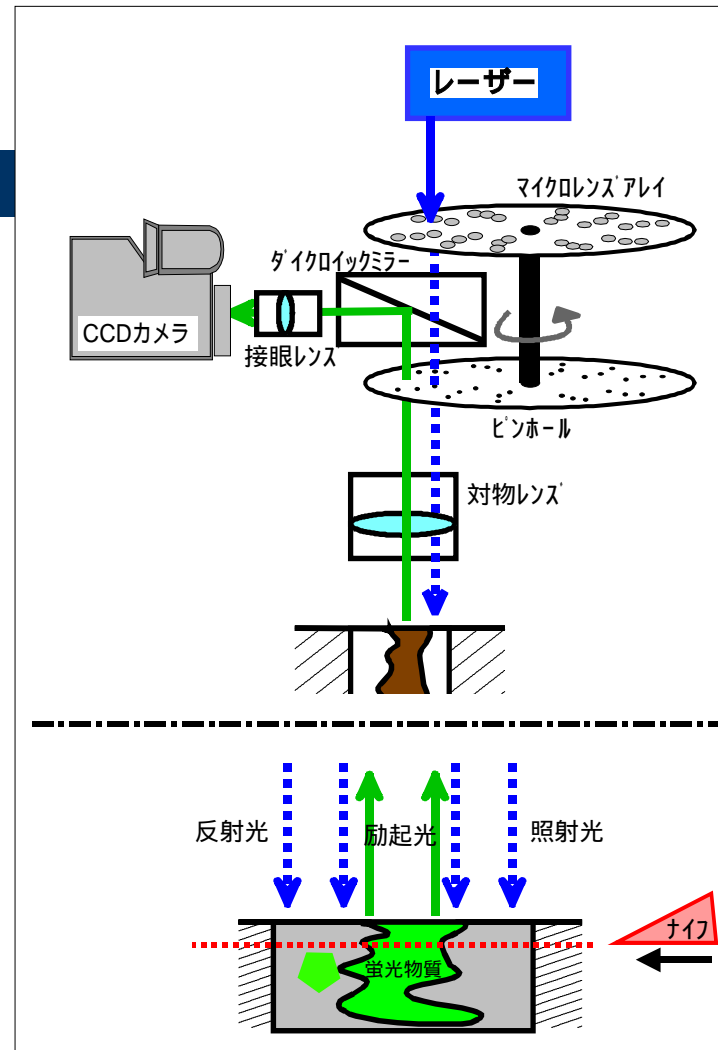 レーザー
ﾏｲｸﾛﾚﾝｽﾞｱﾚｲ
ﾀﾞｲｸﾛｲｯｸﾐﾗｰ
CCDカメラ
接眼レンズ
ﾋﾟﾝﾎｰﾙ
対物ﾚﾝｽﾞ
反射光
励起光
照射光
ﾅｲﾌ
蛍光物質